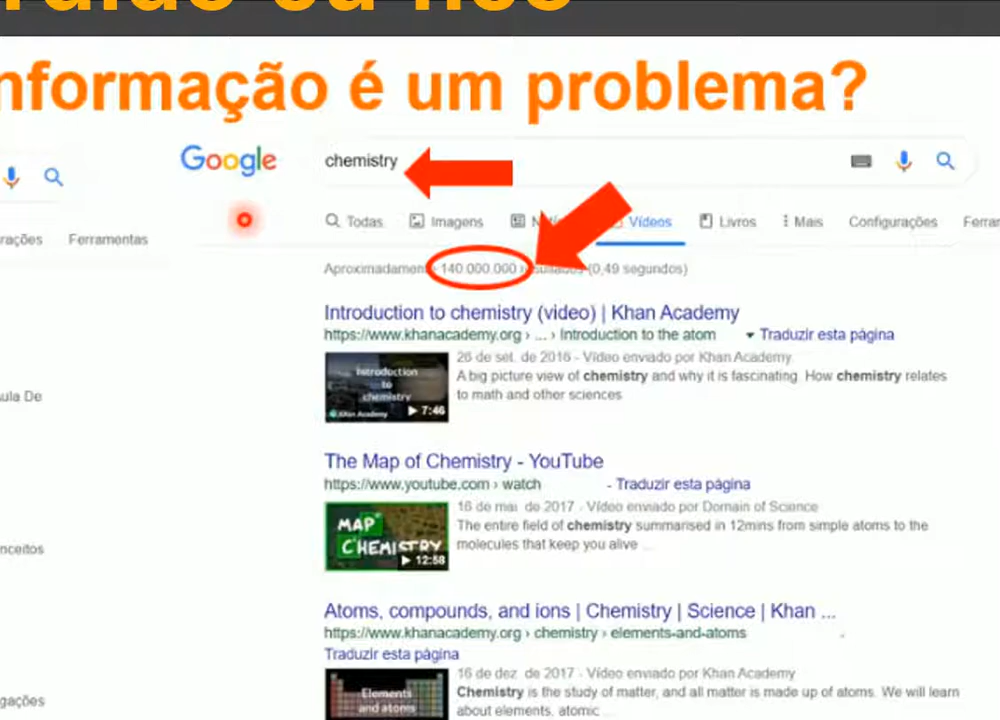 nformação é um problema?
Google
chemistry
Todas
Imagens
Vídeos
Livros
Mais
Configurações
rações
Ferramentas
140 000.000
(0,49 segundos)
Introduction to chemistry (video) | Khan Academy
https://www.khanacademy.org › ... › Introduction to the atom
Traduzir esta página
Introduction
to
chemistry
Khan Academy
7:46
26 de set. de 2016 - Vídeo enviado por Khan Academy
A big picture view of chemistry and why it is fascinating. How chemistry relates
to math and other sciences
ula De
The Map of Chemistry - YouTube
https://www.youtube.com › watch
- Traduzir esta página
MAP
CHEMISTRY
12:58
16 de mai. de 2017 - Vídeo enviado por Domain of Science
The entire field of chemistry summarised in 12mins from simple atoms to the
molecules that keep you alive ...
nceitos
Atoms, compounds, and ions | Chemistry | Science | Khan ...
https://www.khanacademy.org › chemistry › elements-and-atoms
Traduzir esta página
Elements
and atoms
16 de dez. de 2017 - Vídeo enviado por Khan Academy
Chemistry is the study of matter, and all matter is made up of atoms. We will learn
about elements, atomic ...
gações